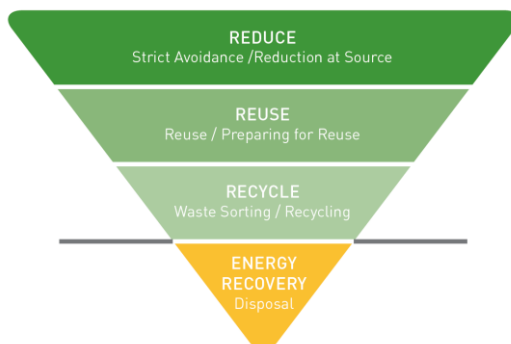 REDUCE
Strict Avoidance /Reduction at Source
REUSE
Reuse / Preparing for Reuse
RECYCLE
Waste Sorting / Recycling
ENERGY
RECOVERY
Disposal